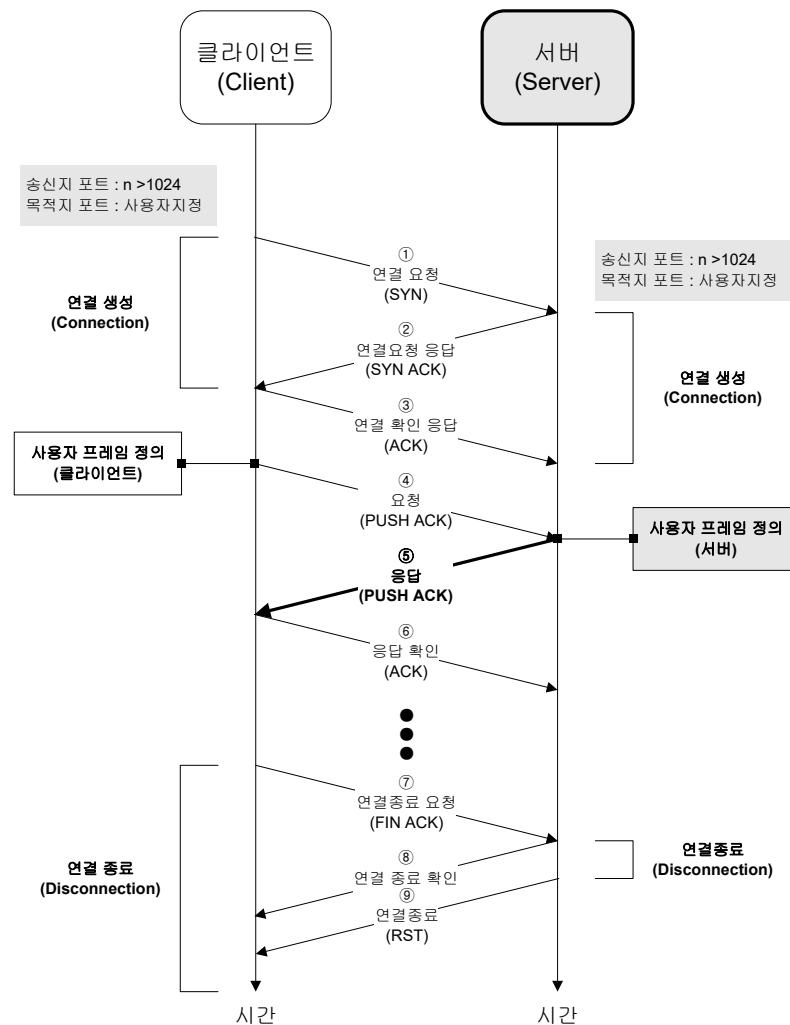 클라이언트
(Client)
서버
(Server)
송신지 포트 : n >1024
목적지 포트 : 사용자지정
①
연결 요청
(SYN)
송신지 포트 : n >1024
목적지 포트 : 사용자지정
연결 생성
(Connection)
②
연결요청 응답
(SYN ACK)
연결 생성
(Connection)
③
연결 확인 응답
(ACK)
사용자 프레임 정의
(클라이언트)
④
요청
(PUSH ACK)
사용자 프레임 정의
(서버)
⑤
응답
(PUSH ACK)
⑥
응답 확인
(ACK)
⑦
연결종료 요청
(FIN ACK)
연결 종료
(Disconnection)
⑧
연결 종료 확인
연결종료
(Disconnection)
⑨
연결종료
(RST)
시간
시간